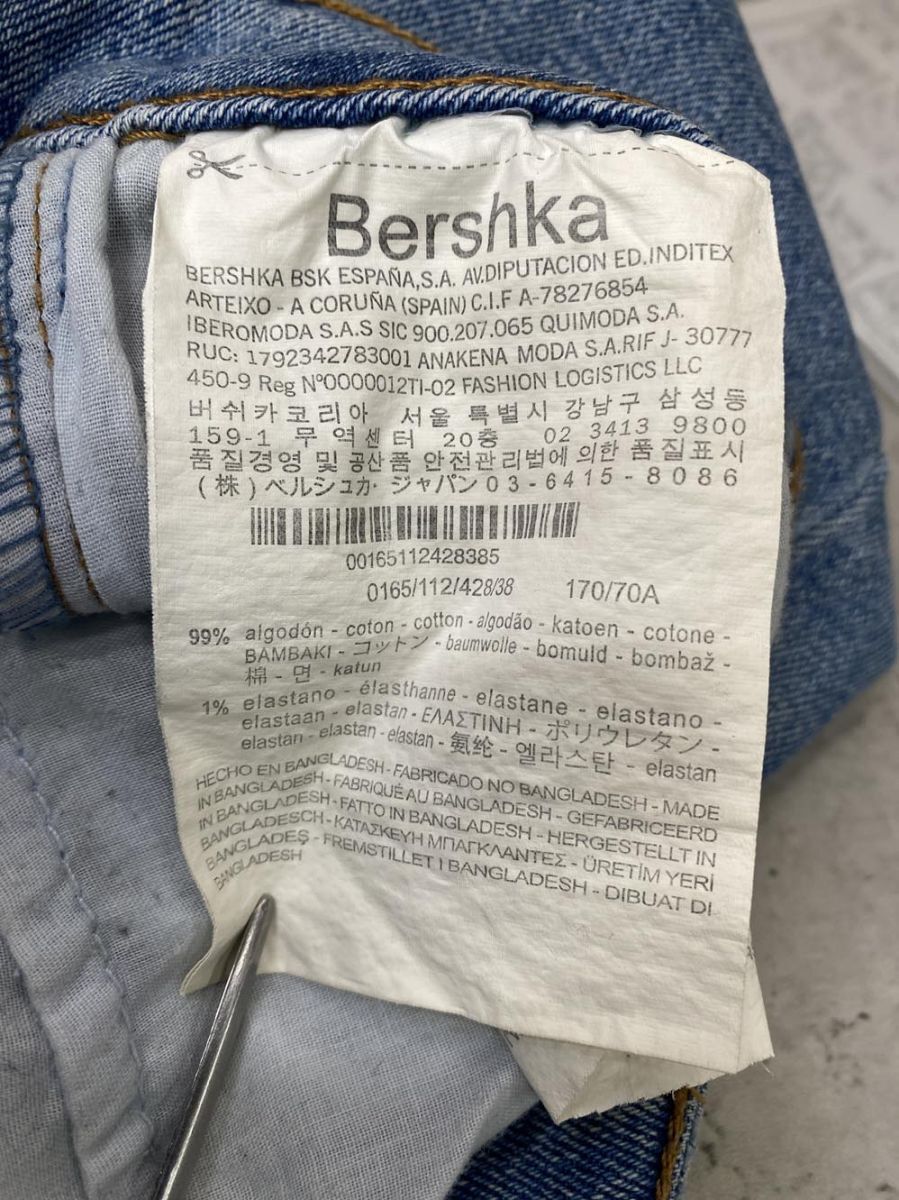 Bershka
BERSHKA BSK ESPAÑA,S.A. AV.DIPUTACION ED.INDITEX
ARTEIXO - A CORUÑA (SPAIN) C.I.F A-78276854
IBEROMODA S.A.S SIC 900.207.065 QUIMODA S.A.
RUC: 1792342783001 ANAKENA MODA S.A.RIF J- 30777
450-9 Reg Nº0000012TI-02 FASHION LOGISTICS LLC
버쉬카코리아 서울 특별시 강남구 삼성동
159-1 무역센터 20층 02 3413 9800
품질경영 및 공산품 안전관리법에 의한 품질표시
(株) ベルシュカ・ジャパン 03-6415-8086
00165112428385
0165/112/428/38 170/70A
99% algodón - coton - cotton - algodão - katoen - cotone -
BAMBAKI - コットン - baumwolle - bomuld - bombaž -
棉 - 면 - katun
1% elastano - élasthanne - elastane - elastano -
elastaan - elastan - ΕΛΑΣΤΙΝΗ - ポリウレタン -
elastan - elastan - elastan - 氨纶 - 엘라스탄 - elastan
HECHO EN BANGLADESH - FABRICADO NO BANGLADESH - MADE
IN BANGLADESH - FABRIQUÉ AU BANGLADESH - GEFABRICEERD
IN BANGLADESH - FATTO IN BANGLADESH - HERGESTELLT IN
BANGLADESCH - ΚΑΤΑΣΚΕΥΗ ΜΠΑΓΚΛΑΝΤΕΣ - ÜRETİM YERİ
BANGLADEŞ - FREMSTILLET I BANGLADESH - DIBUAT DI
BANGLADESH